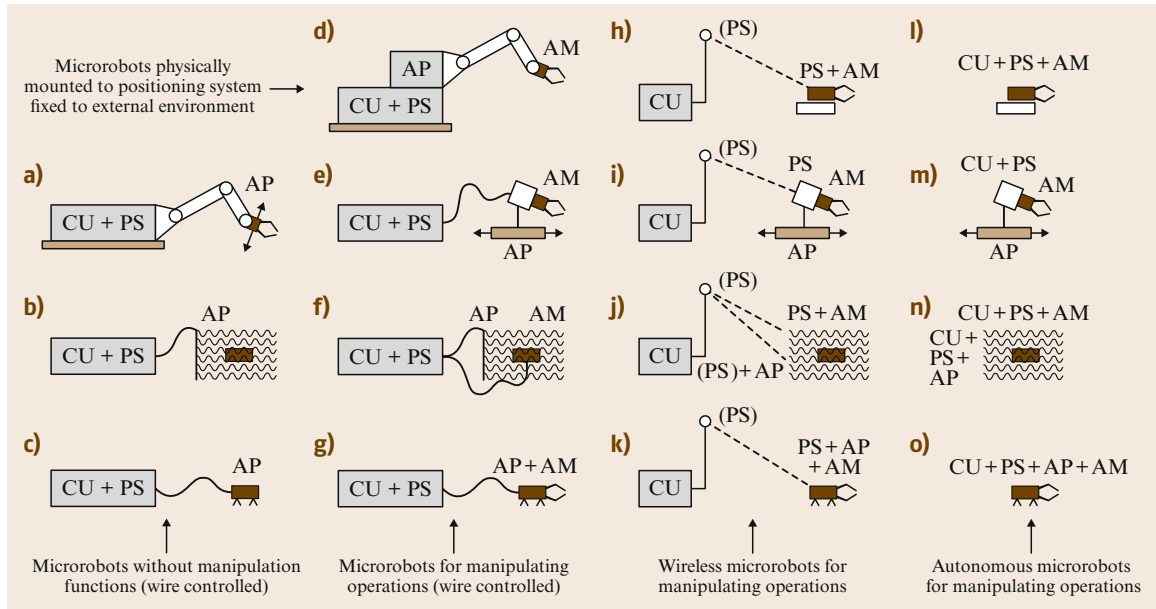 d)
AM
AP
CU + PS
Microrobots physically
mounted to positioning system
fixed to external environment
h)
(PS)
PS + AM
CU
l)
CU + PS + AM
a)
AP
CU + PS
e)
AM
CU + PS
AP
i)
(PS)
PS
AM
CU
AP
m)
CU + PS
AM
AP
b)
AP
CU + PS
f)
AP
AM
CU + PS
j)
(PS)
PS + AM
CU
(PS) + AP
n)
CU + PS + AM
CU +
PS +
AP
c)
AP
CU + PS
g)
AP + AM
CU + PS
k)
(PS)
PS + AP
+ AM
CU
o)
CU + PS + AP + AM
Microrobots without manipulation
functions (wire controlled)
Microrobots for manipulating
operations (wire controlled)
Wireless microrobots for
manipulating operations
Autonomous microrobots
for manipulating operations